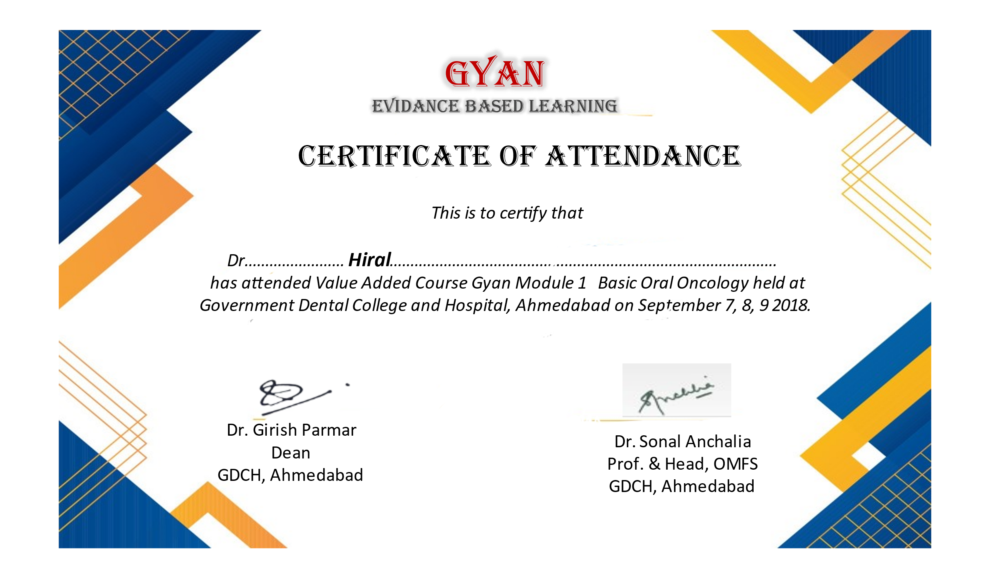 GYAN
EVIDANCE BASED LEARNING
CERTIFICATE OF ATTENDANCE
This is to certify that
Dr........................ Hiral..............................................................................................
has attended Value Added Course Gyan Module 1 Basic Oral Oncology held at
Government Dental College and Hospital, Ahmedabad on September 7, 8, 9 2018.
Anchalia
Dr. Girish Parmar
Dean
GDCH, Ahmedabad
Dr. Sonal Anchalia
Prof. & Head, OMFS
GDCH, Ahmedabad